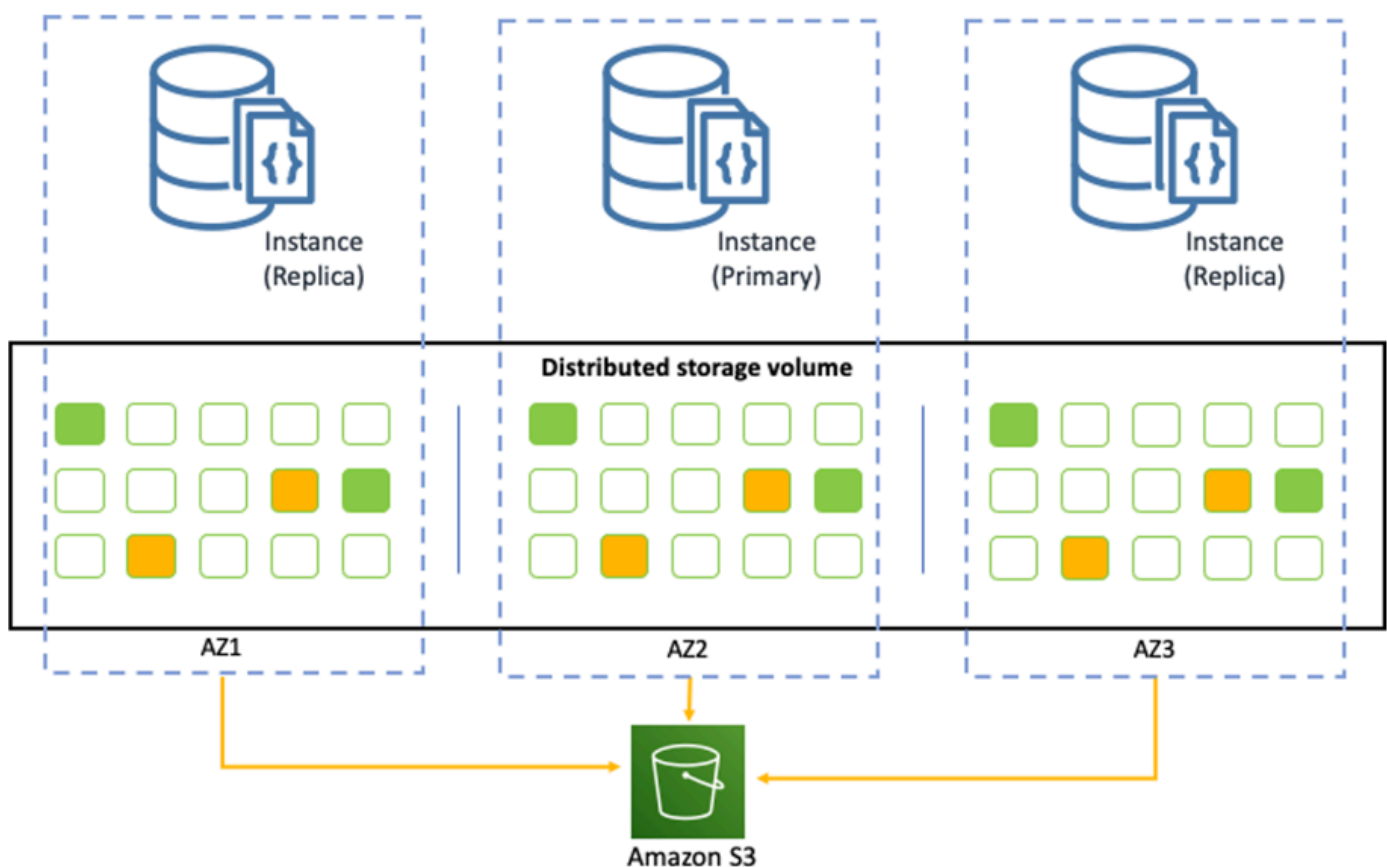 Instance
(Replica)
Instance
(Primary)
Instance
(Replica)
Distributed storage volume
AZ1
AZ2
AZ3
Amazon S3